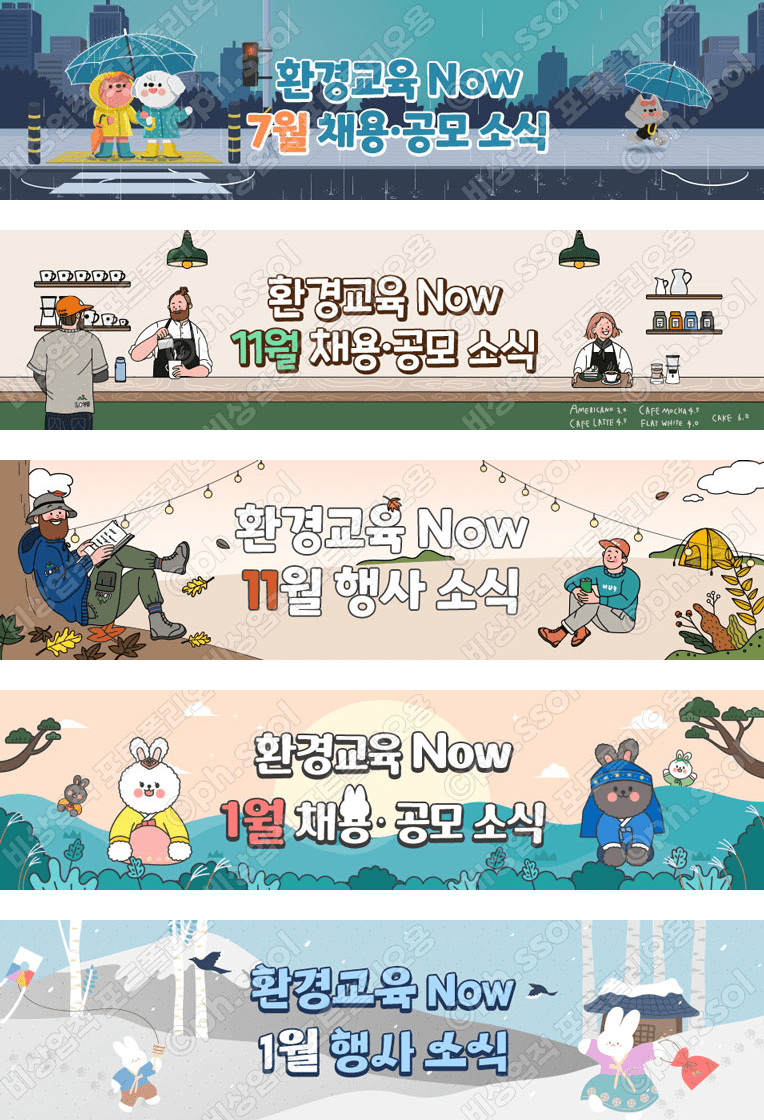 환경교육 Now
7월 채용·공모 소식
환경교육 Now
11월 채용·공모 소식
AMERICANO 3.0 CAFE MOCHA 4.5 CAKE 6.0
CAFE LATTE 4.5 FLAT WHITE 4.0
환경교육 Now
11월 행사 소식
환경교육 Now
1월 채용· 공모 소식
환경교육 Now
1월 행사 소식
비상업적 포트폴리오용
@ph.ssol